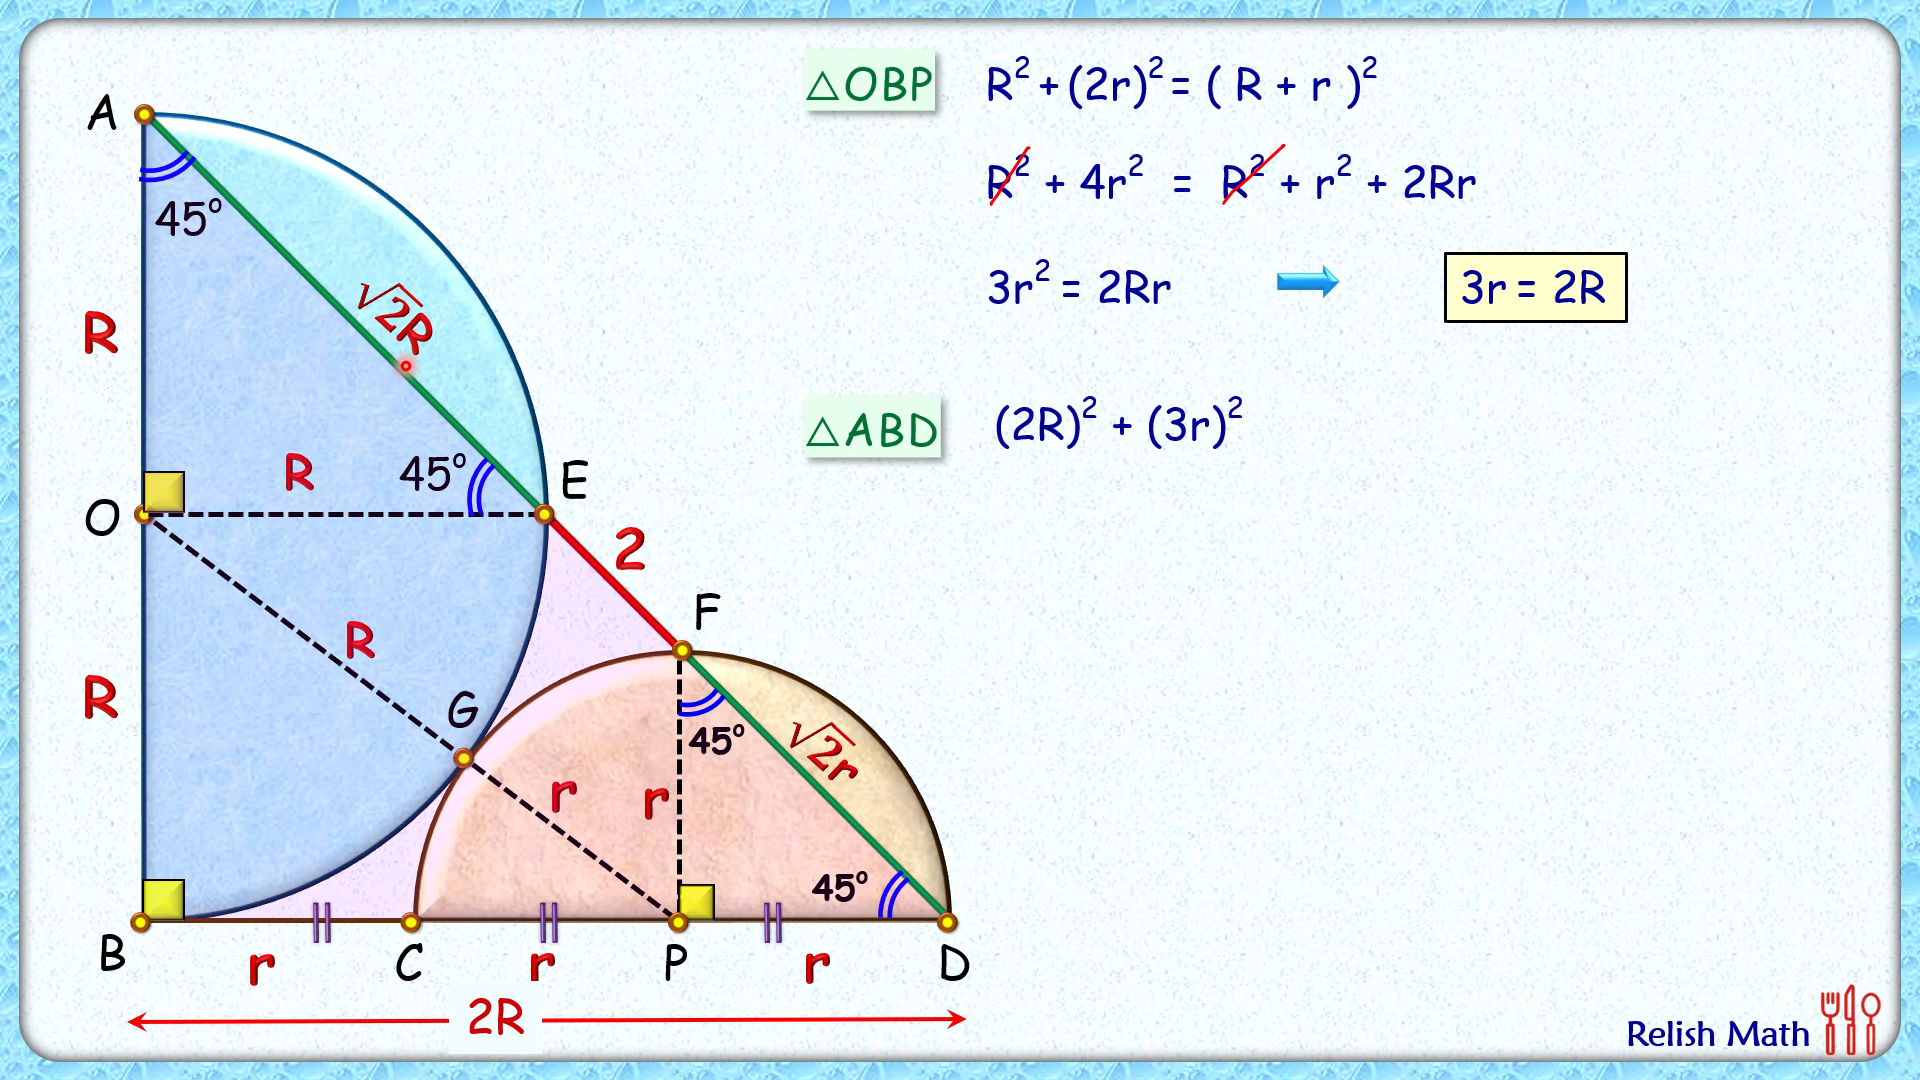 △OBP R² + (2r)² = ( R + r )²
R² + 4r² = R² + r² + 2Rr
3r² = 2Rr
3r = 2R
△ABD (2R)² + (3r)²
A
45°
R
√2R
R
45°
E
O
2
R
F
R
G
45°
√2r
r
r
45°
B
C
P
D
r
r
r
2R
Relish Math